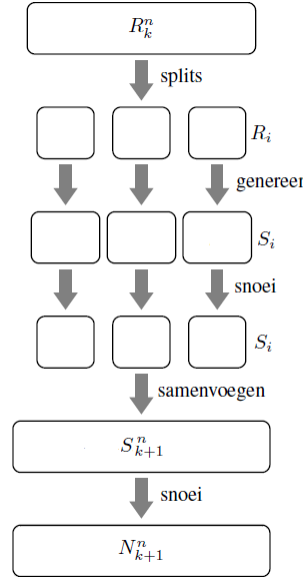 R_k^n
splits
R_i
genereer
S_i
snoei
S_i
samenvoegen
S_{k+1}^n
snoei
N_{k+1}^n